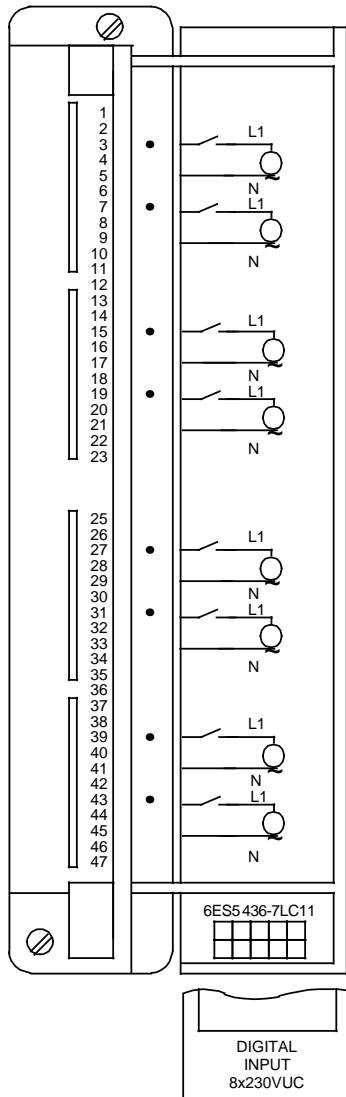 1
2
3
4
5
6
7
8
9
10
11
12
13
14
15
16
17
18
19
20
21
22
23
25
26
27
28
29
30
31
32
33
34
35
36
37
38
39
40
41
42
43
44
45
46
47
L1
~
N
L1
~
N
L1
~
N
L1
~
N
L1
~
N
L1
~
N
L1
~
N
L1
~
N
6ES5 436-7LC11
DIGITAL
INPUT
8x230VUC